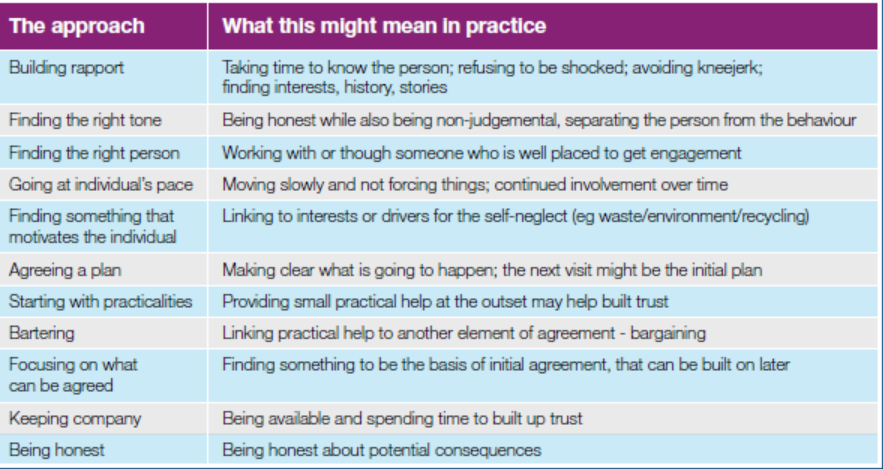 The approach What this might mean in practice
Building rapport Taking time to know the person; refusing to be shocked; avoiding kneejerk;
finding interests, history, stories
Finding the right tone Being honest while also being non-judgemental, separating the person from the behaviour
Finding the right person Working with or though someone who is well placed to get engagement
Going at individual's pace Moving slowly and not forcing things; continued involvement over time
Finding something that Linking to interests or drivers for the self-neglect (eg waste/environment/recycling)
motivates the individual
Agreeing a plan Making clear what is going to happen; the next visit might be the initial plan
Starting with practicalities Providing small practical help at the outset may help built trust
Bartering Linking practical help to another element of agreement - bargaining
Focusing on what Finding something to be the basis of initial agreement, that can be built on later
can be agreed
Keeping company Being available and spending time to built up trust
Being honest Being honest about potential consequences